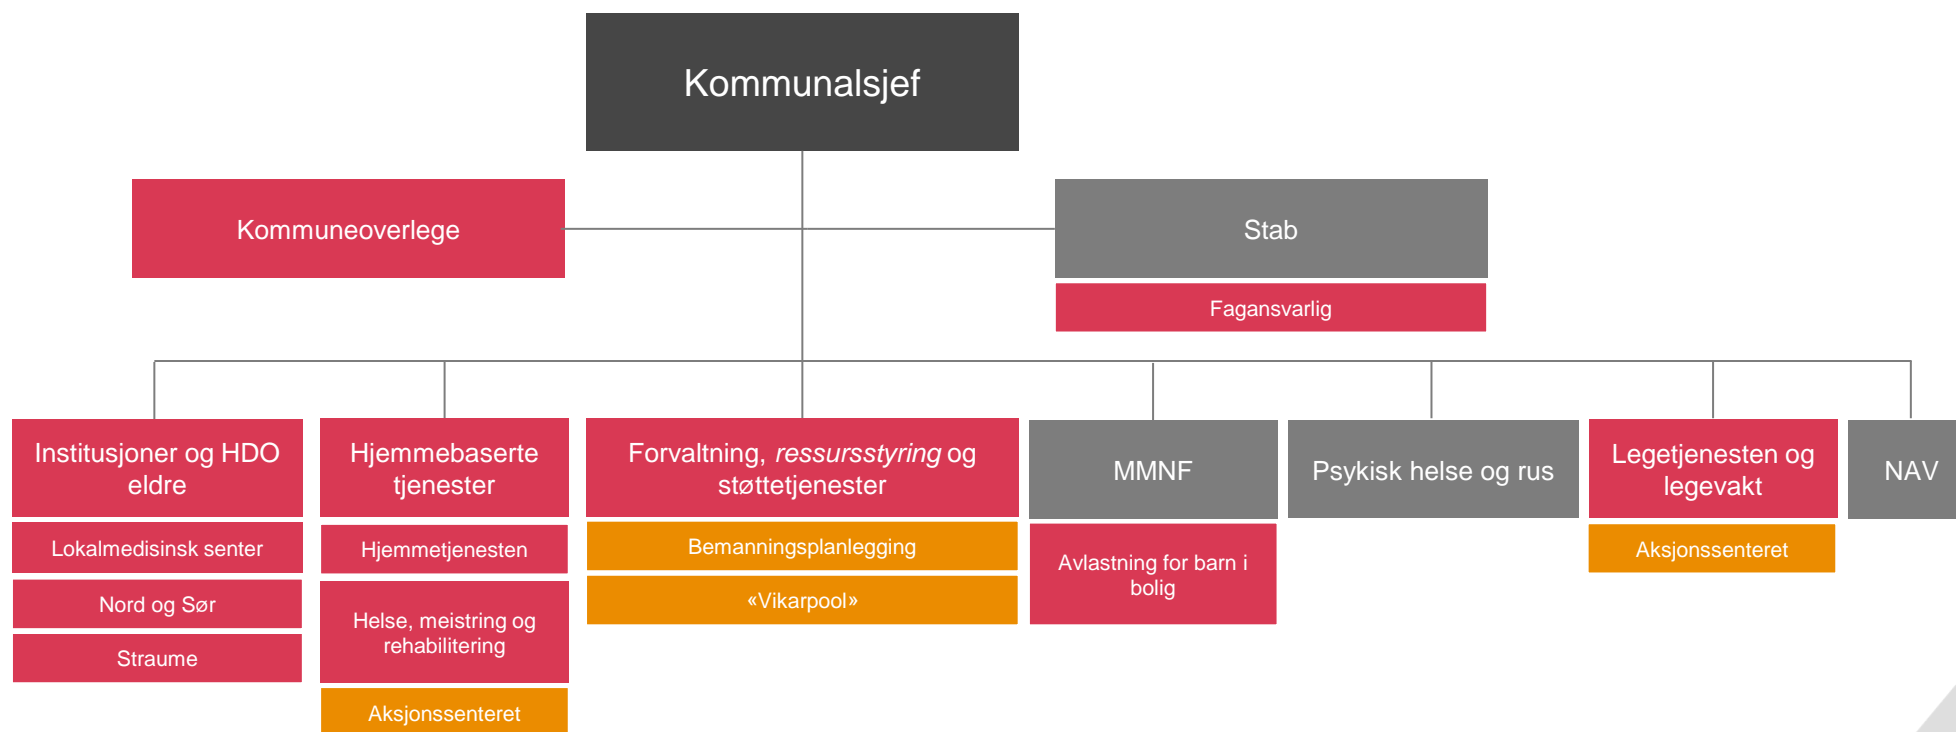 Kommunalsjef
Kommuneoverlege
Stab
Fagansvarlig
Institusjoner og HDO
eldre
Lokalmedisinsk senter
Nord og Sør
Straume
Hjemmebaserte
tjenester
Hjemmetjenesten
Helse, meistring og
rehabilitering
Aksjonssenteret
Forvaltning, ressursstyring og
støttetjenester
Bemanningsplanlegging
«Vikarpool»
MMNF
Avlastning for barn i
bolig
Psykisk helse og rus
Legetjenesten og
legevakt
Aksjonssenteret
NAV